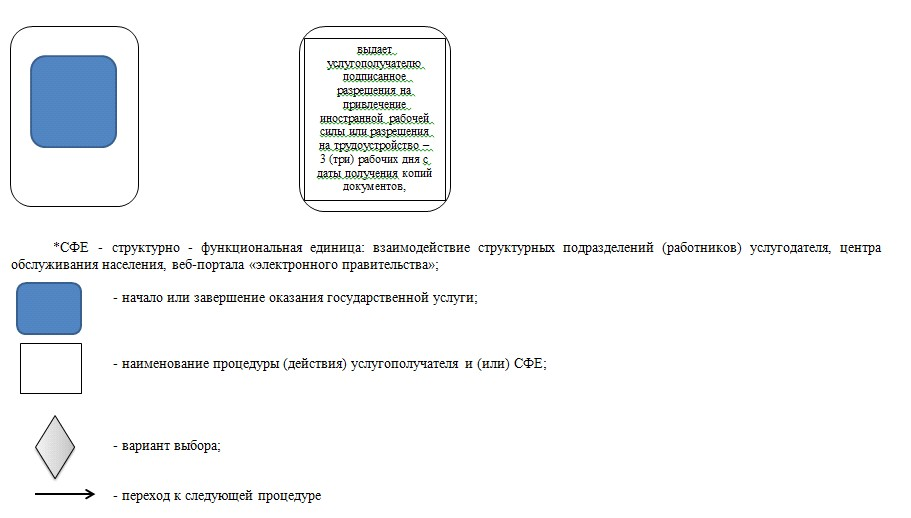 выдает
услугополучателю
подписанное
разрешения на
привлечение
иностранной рабочей
силы или разрешения
на трудоустройство –
3 (три) рабочих дня с
даты получения копий
документов,
*СФЕ - структурно - функциональная единица: взаимодействие структурных подразделений (работников) услугодателя, центра
обслуживания населения, веб-портала «электронного правительства»;
- начало или завершение оказания государственной услуги;
- наименование процедуры (действия) услугополучателя и (или) СФЕ;
- вариант выбора;
- переход к следующей процедуре